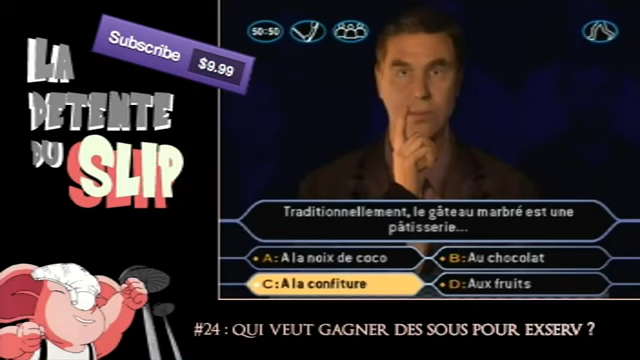 LA
DETENTE
DU SLIP
Subscribe $9.99
50:50
Traditionnellement, le gâteau marbré est une
pâtisserie...
A: A la noix de coco
B: Au chocolat
C: A la confiture
D: Aux fruits
#24 : QUI VEUT GAGNER DES SOUS POUR EXSERV ?